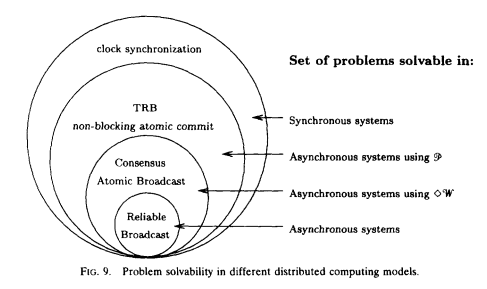 clock synchronization
Set of problems solvable in:
TRB
non-blocking atomic commit
Synchronous systems
Consensus
Asynchronous systems using 𝒫
Atomic Broadcast
Asynchronous systems using ◇𝒲
Reliable
Broadcast
Asynchronous systems
FIG. 9. Problem solvability in different distributed computing models.